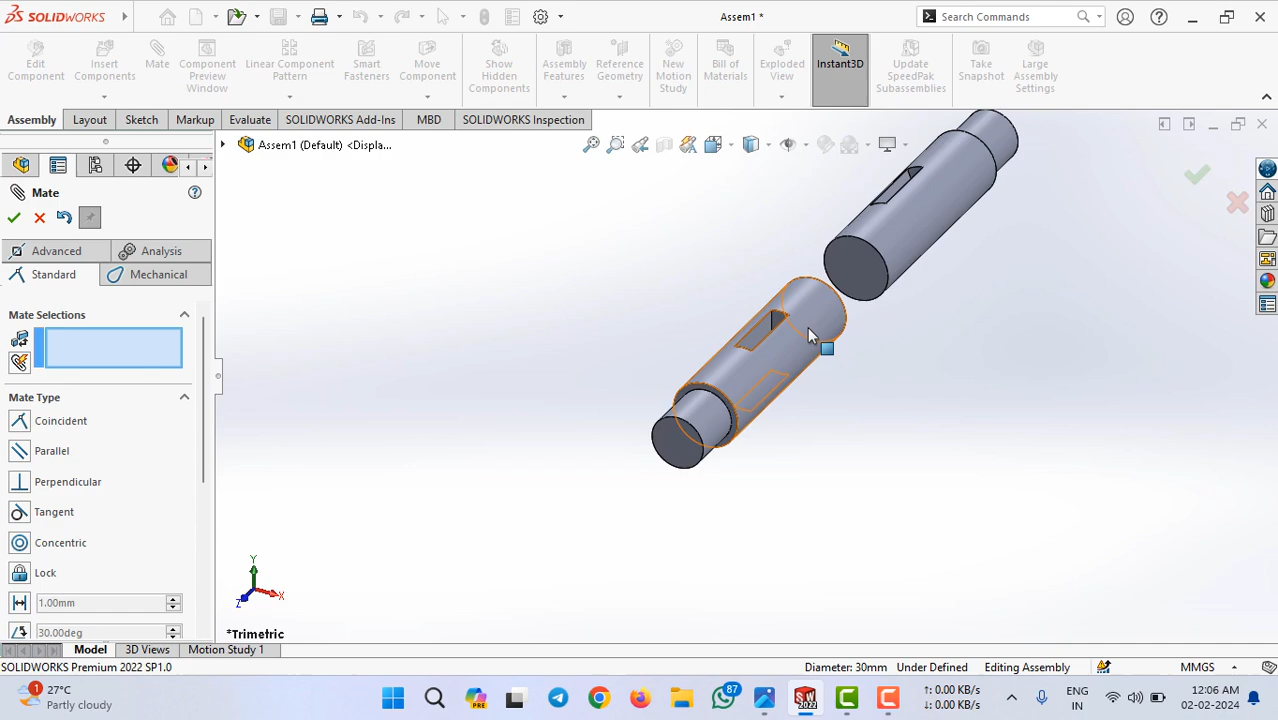 SOLIDWORKS
Assem1 *
Search Commands
Edit Component
Insert Components
Mate
Component Preview Window
Linear Component Pattern
Smart Fasteners
Move Component
Show Hidden Components
Assembly Features
Reference Geometry
New Motion Study
Bill of Materials
Exploded View
Instant3D
Update SpeedPak Subassemblies
Take Snapshot
Large Assembly Settings
Assembly
Layout
Sketch
Markup
Evaluate
SOLIDWORKS Add-Ins
MBD
SOLIDWORKS Inspection
Assem1 (Default) <Displa...
Mate
Advanced
Analysis
Standard
Mechanical
Mate Selections
Mate Type
Coincident
Parallel
Perpendicular
Tangent
Concentric
Lock
1.00mm
30.00deg
Y
X
Z
*Trimetric
Model
3D Views
Motion Study 1
SOLIDWORKS Premium 2022 SP1.0
Diameter: 30mm
Under Defined
Editing Assembly
MMGS
1
27°C
Partly cloudy
PRE
87
SW
2022
↑: 0.00 KB/s
↓: 0.00 KB/s
ENG
IN
12:06 AM
02-02-2024